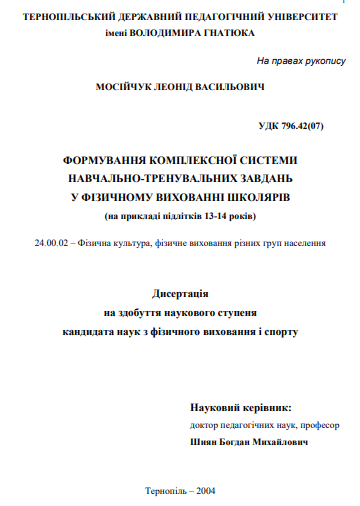 ТЕРНОПІЛЬСЬКИЙ ДЕРЖАВНИЙ ПЕДАГОГІЧНИЙ УНІВЕРСИТЕТ
імені ВОЛОДИМИРА ГНАТЮКА
На правах рукопису
МОСІЙЧУК ЛЕОНІД ВАСИЛЬОВИЧ
УДК 796.42(07)
ФОРМУВАННЯ КОМПЛЕКСНОЇ СИСТЕМИ
НАВЧАЛЬНО-ТРЕНУВАЛЬНИХ ЗАВДАНЬ
У ФІЗИЧНОМУ ВИХОВАННІ ШКОЛЯРІВ
(на прикладі підлітків 13-14 років)
24.00.02 – Фізична культура, фізичне виховання різних груп населення
Дисертація
на здобуття наукового ступеня
кандидата наук з фізичного виховання і спорту
Науковий керівник:
доктор педагогічних наук, професор
Шиян Богдан Михайлович
Тернопіль – 2004